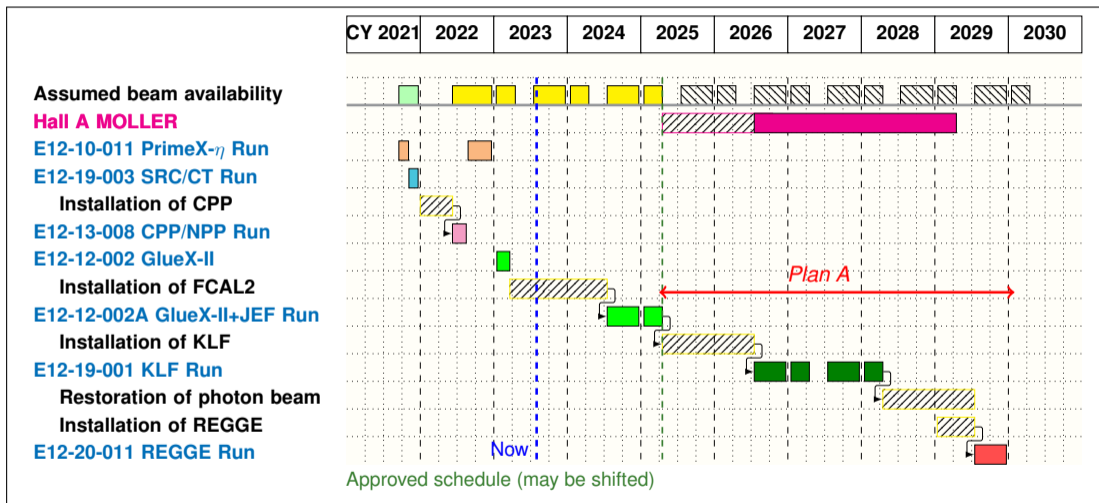 CY 2021 2022 2023 2024 2025 2026 2027 2028 2029 2030
Assumed beam availability
Hall A MOLLER
E12-10-011 PrimeX-η Run
E12-19-003 SRC/CT Run
Installation of CPP
E12-13-008 CPP/NPP Run
E12-12-002 GlueX-II
Plan A
Installation of FCAL2
E12-12-002A GlueX-II+JEF Run
Installation of KLF
E12-19-001 KLF Run
Restoration of photon beam
Installation of REGGE
E12-20-011 REGGE Run
Now
Approved schedule (may be shifted)